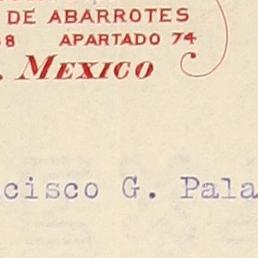 DE ABARROTES
8 APARTADO 74
. MEXICO
cisco G. Pala